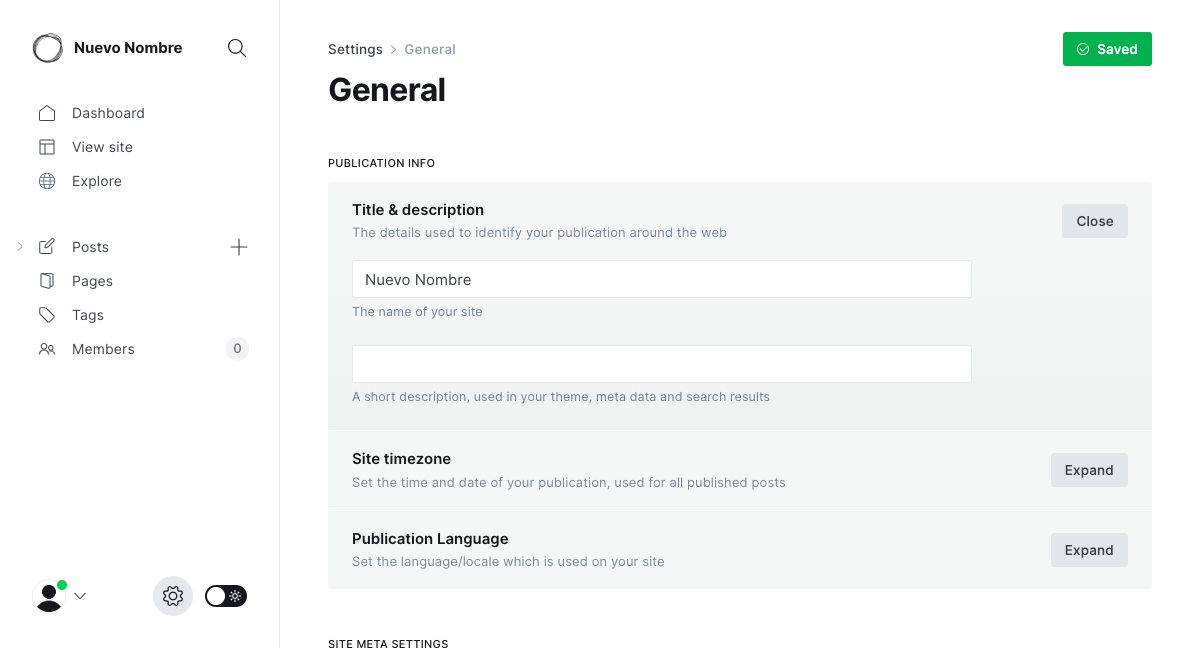 Nuevo Nombre
Dashboard
View site
Explore
Posts
Pages
Tags
Members
0
Settings > General
Saved
General
PUBLICATION INFO
Title & description
The details used to identify your publication around the web
Close
Nuevo Nombre
The name of your site
A short description, used in your theme, meta data and search results
Site timezone
Set the time and date of your publication, used for all published posts
Expand
Publication Language
Set the language/locale which is used on your site
Expand
SITE META SETTINGS